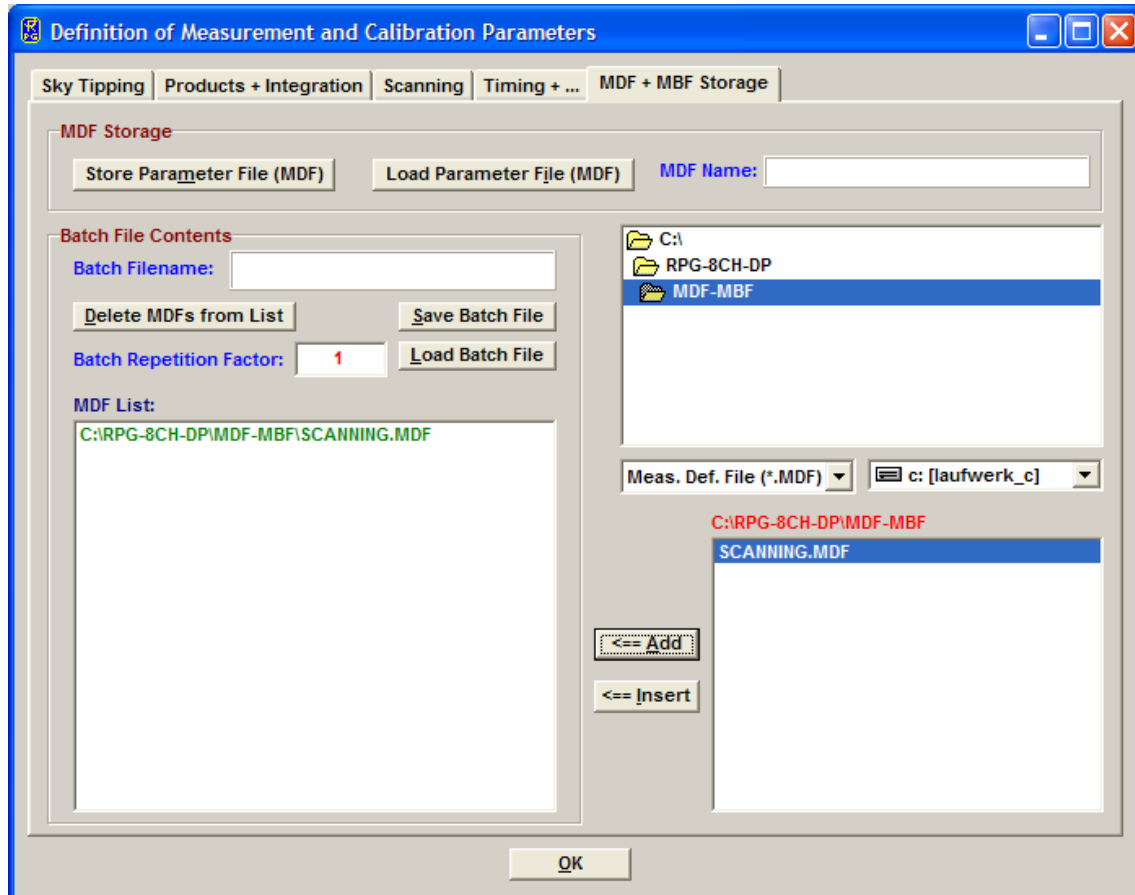 Definition of Measurement and Calibration Parameters
Sky Tipping Products + Integration Scanning Timing + ... MDF + MBF Storage
MDF Storage
Store Parameter File (MDF) Load Parameter File (MDF) MDF Name:
Batch File Contents
Batch Filename:
Delete MDFs from List Save Batch File
Batch Repetition Factor: 1 Load Batch File
MDF List:
C:\RPG-8CH-DP\MDF-MBF\SCANNING.MDF
C:\
RPG-8CH-DP
MDF-MBF
Meas. Def. File (*.MDF) c: [laufwerk_c]
C:\RPG-8CH-DP\MDF-MBF
SCANNING.MDF
<== Add
<== Insert
OK